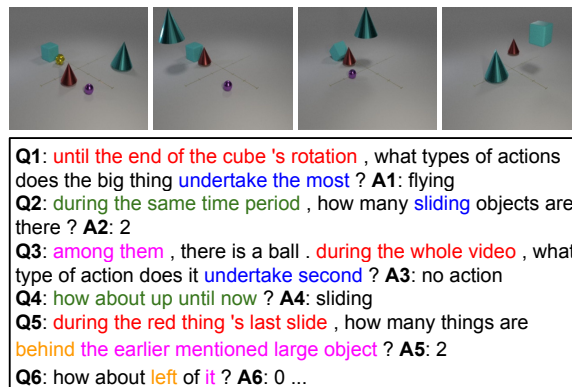 Q1: until the end of the cube 's rotation , what types of actions
does the big thing undertake the most ? A1: flying
Q2: during the same time period , how many sliding objects are
there ? A2: 2
Q3: among them , there is a ball . during the whole video , what
type of action does it undertake second ? A3: no action
Q4: how about up until now ? A4: sliding
Q5: during the red thing 's last slide , how many things are
behind the earlier mentioned large object ? A5: 2
Q6: how about left of it ? A6: 0 ...